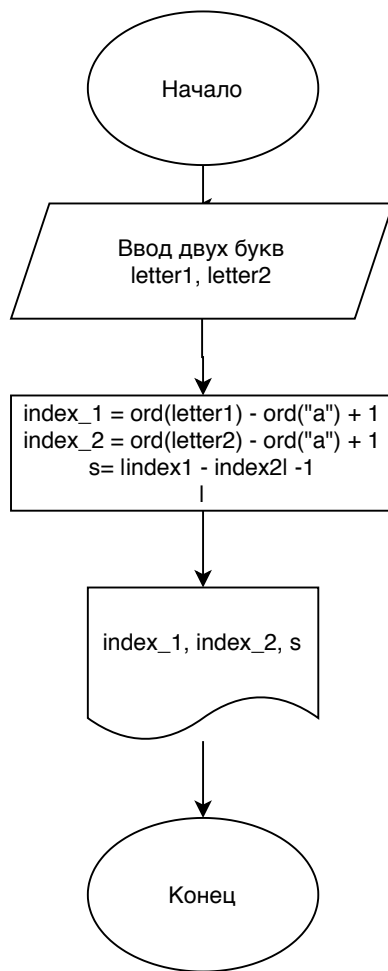 Начало
Ввод двух букв
letter1, letter2
index_1 = ord(letter1) - ord("a") + 1
index_2 = ord(letter2) - ord("a") + 1
s= lindex1 - index2l -1
l
index_1, index_2, s
Конец